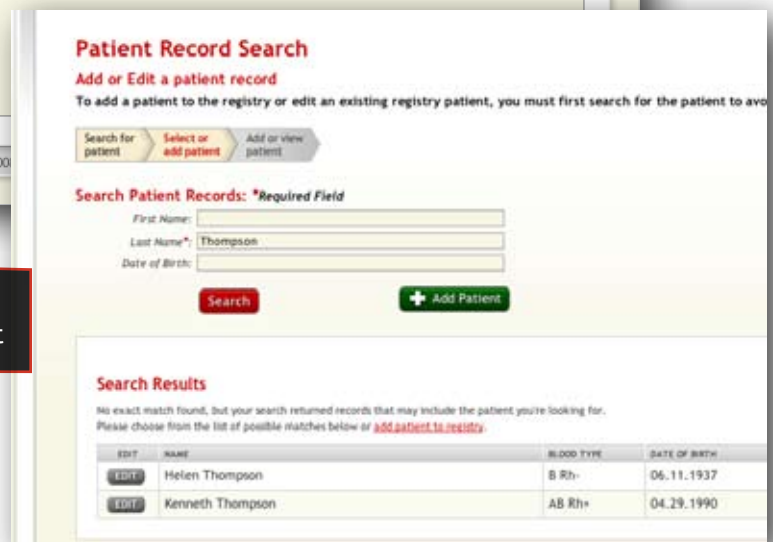 Patient Record Search
Add or Edit a patient record
To add a patient to the registry or edit an existing registry patient, you must first search for the patient to avo
Search for patient
Select or add patient
Add or view patient
Search Patient Records: *Required Field
First Name:
Last Name*: Thompson
Date of Birth:
Search
Add Patient
Search Results
No exact match found, but your search returned records that may include the patient you're looking for.
Please choose from the list of possible matches below or add patient to registry.
EDIT NAME BLOOD TYPE DATE OF BIRTH
EDIT Helen Thompson B Rh- 06.11.1937
EDIT Kenneth Thompson AB Rh+ 04.29.1990